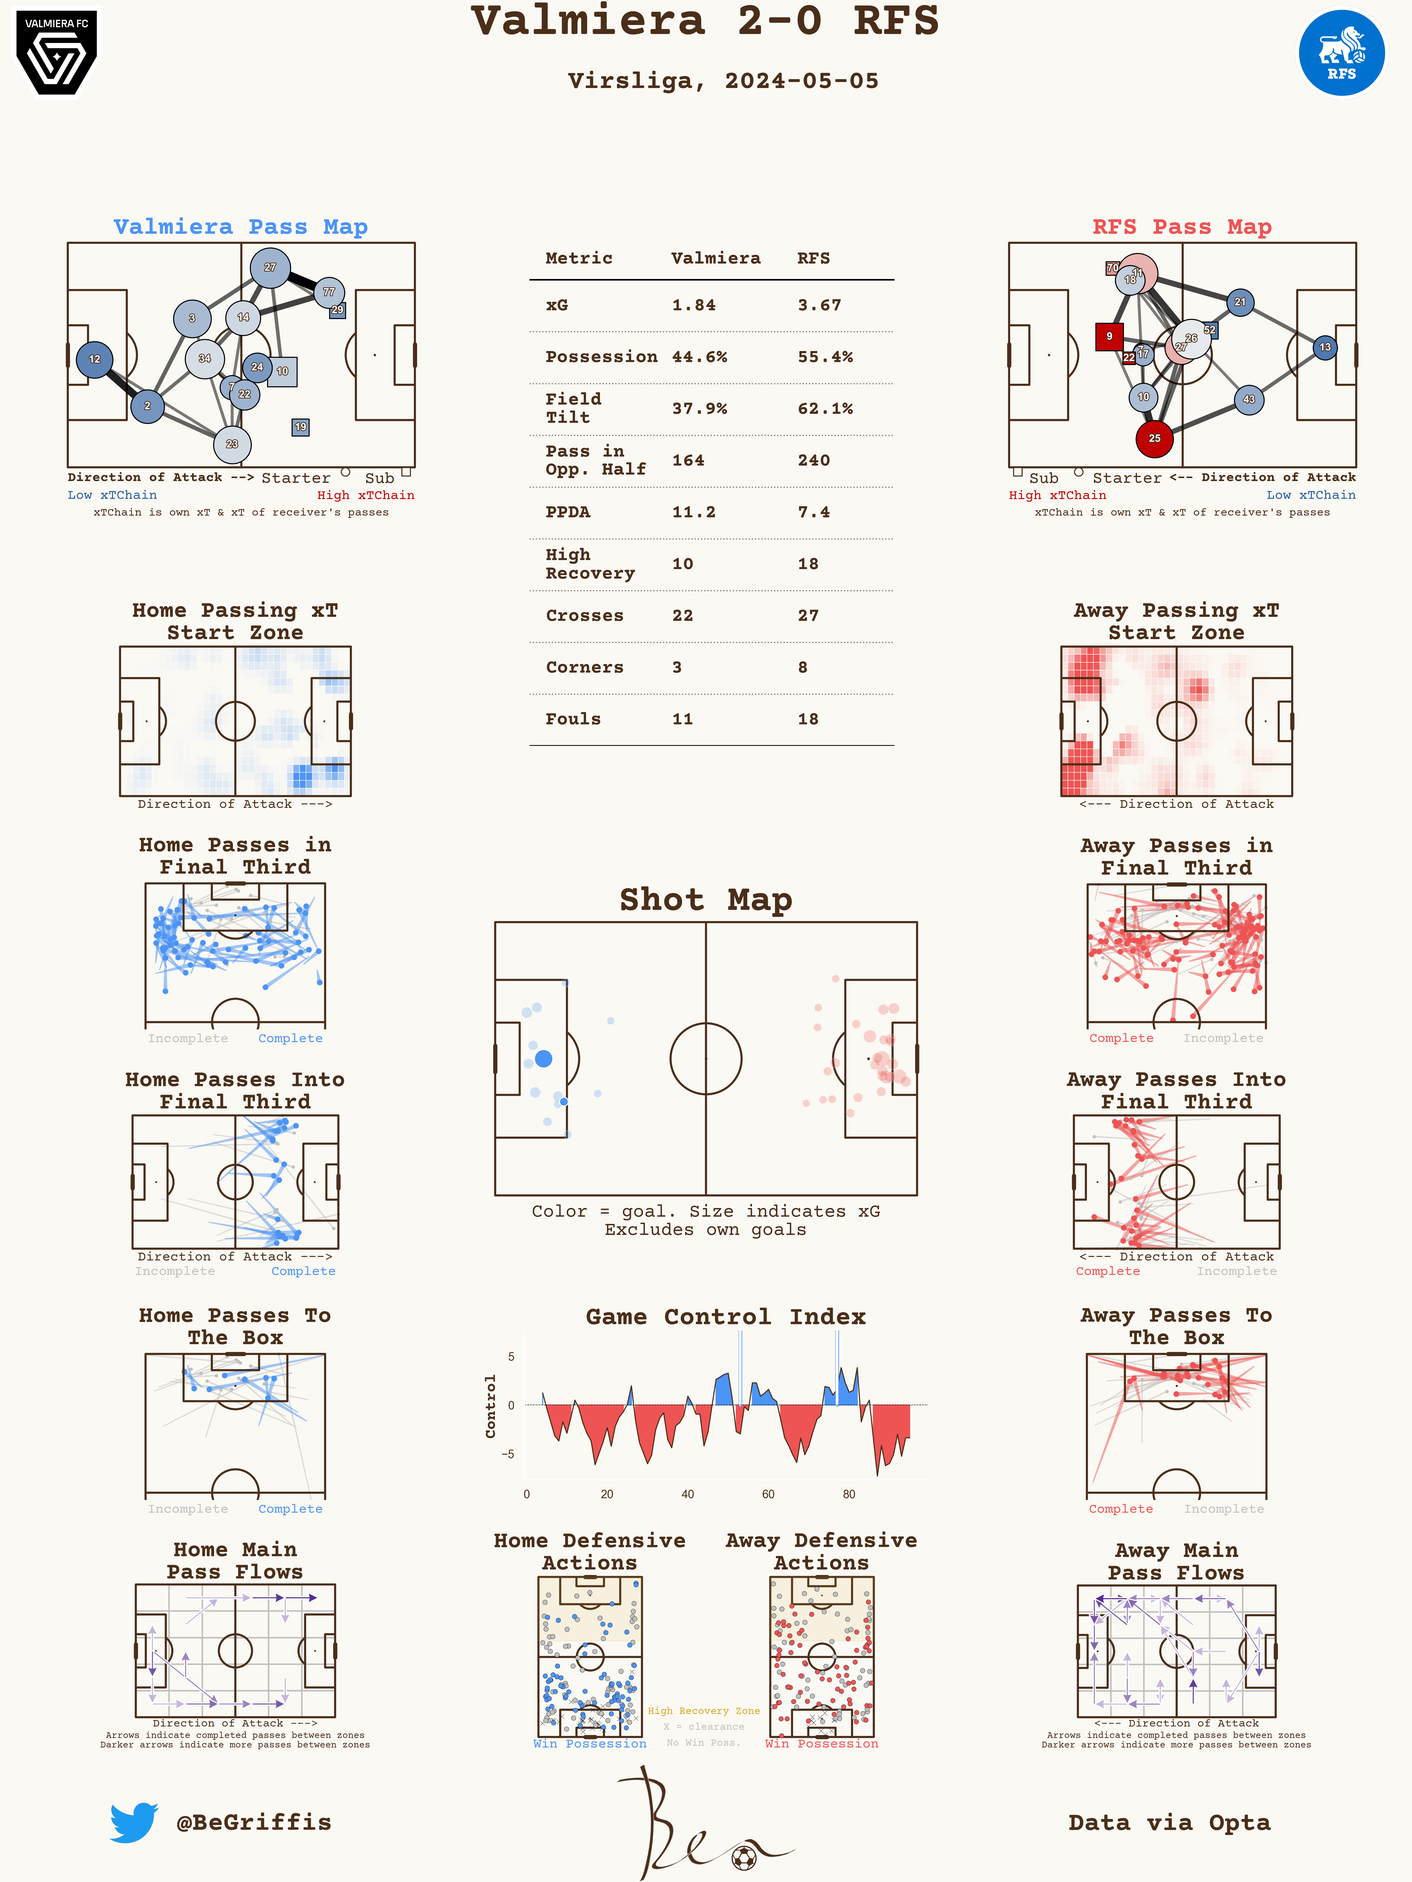 Valmiera 2-0 RFS
Virsliga, 2024-05-05
VALMIERA FC
RFS
Valmiera Pass Map
27
77
29
3
14
34
12
24
10
7
22
2
19
23
Direction of Attack --> Starter Sub
Low xTChain High xTChain
xTChain is own xT & xT of receiver's passes
Metric Valmiera RFS
xG 1.84 3.67
Possession 44.6% 55.4%
Field
Tilt 37.9% 62.1%
Pass in
Opp. Half 164 240
PPDA 11.2 7.4
High
Recovery 10 18
Crosses 22 27
Corners 3 8
Fouls 11 18
RFS Pass Map
70
11
18
21
9
26
52
27
13
22
7
17
10
43
25
Sub Starter <-- Direction of Attack
High xTChain Low xTChain
xTChain is own xT & xT of receiver's passes
Home Passing xT
Start Zone
Direction of Attack --->
Away Passing xT
Start Zone
<--- Direction of Attack
Home Passes in
Final Third
Incomplete Complete
Away Passes in
Final Third
Complete Incomplete
Shot Map
Color = goal. Size indicates xG
Excludes own goals
Home Passes Into
Final Third
Direction of Attack --->
Incomplete Complete
Away Passes Into
Final Third
<--- Direction of Attack
Complete Incomplete
Home Passes To
The Box
Incomplete Complete
Game Control Index
Control
5
0
−5
0 20 40 60 80
Away Passes To
The Box
Complete Incomplete
Home Main
Pass Flows
Direction of Attack --->
Arrows indicate completed passes between zones
Darker arrows indicate more passes between zones
Home Defensive
Actions
Win Possession
Away Defensive
Actions
Win Possession
High Recovery Zone
X = clearance
No Win Poss.
Away Main
Pass Flows
<--- Direction of Attack
Arrows indicate completed passes between zones
Darker arrows indicate more passes between zones
@BeGriffis
Ben
Data via Opta